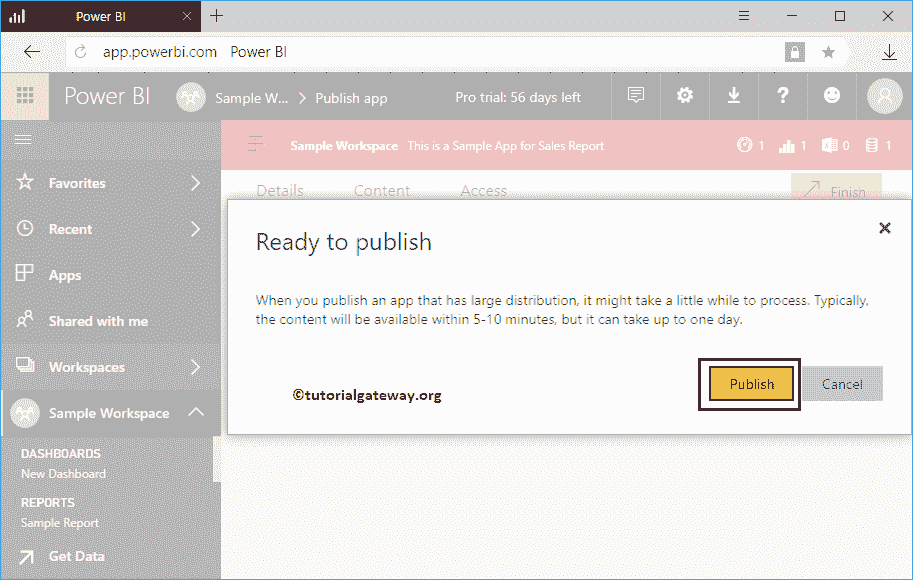 Power BI
app.powerbi.com Power BI
Power BI Sample W... Publish app Pro trial: 56 days left
Sample Workspace This is a Sample App for Sales Report 1 1 0 1
Favorites
Recent
Apps
Shared with me
Workspaces
Sample Workspace
DASHBOARDS
New Dashboard
REPORTS
Sample Report
Get Data
Details Content Access Finish
Ready to publish
When you publish an app that has large distribution, it might take a little while to process. Typically,
the content will be available within 5-10 minutes, but it can take up to one day.
©tutorialgateway.org
Publish Cancel